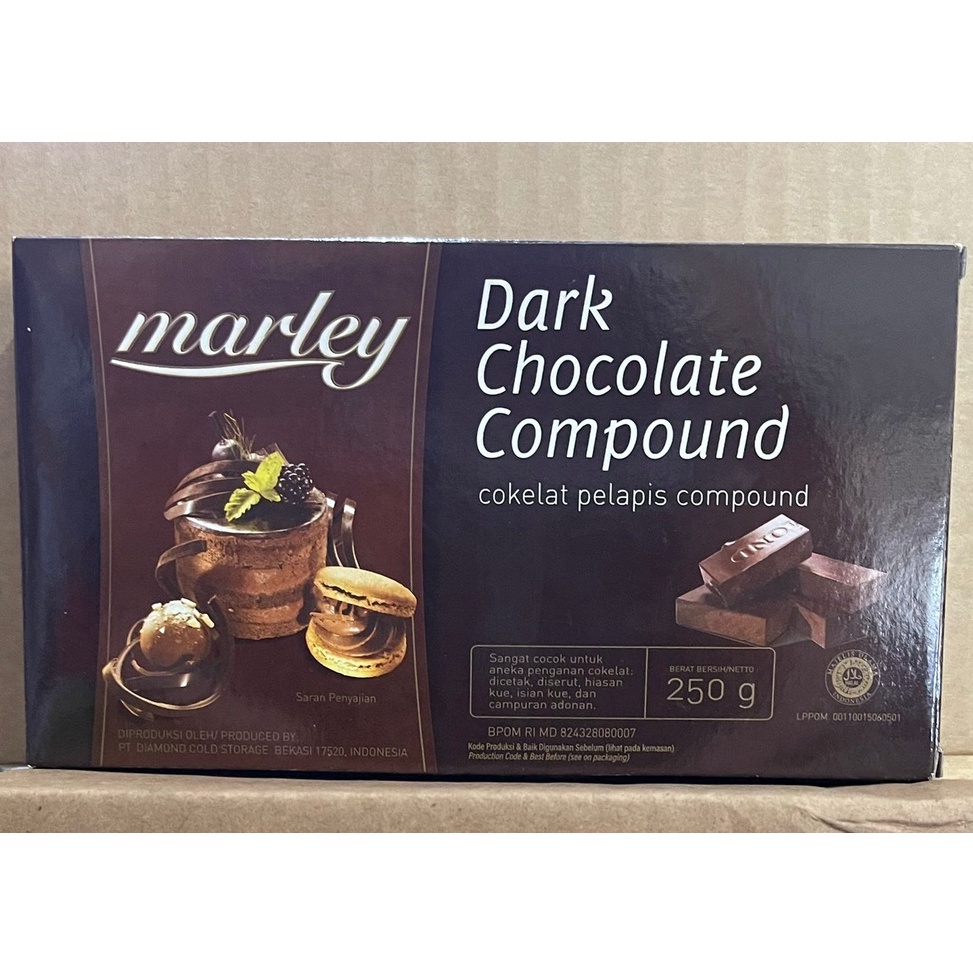 marley
Dark
Chocolate
Compound
cokelat pelapis compound
Sangat cocok untuk
aneka penganan cokelat:
dicetak, diserut, hiasan
kue, isian kue, dan
campuran adonan.
BERAT BERSIH/NETTO
250 g
HALAL
INDONESIA
LPPOM 00110015060501
Saran Penyajian
DIPRODUKSI OLEH/ PRODUCED BY:
PT. DIAMOND COLD STORAGE BEKASI 17520, INDONESIA
BPOM RI MD 824328080007
Kode Produksi & Baik Digunakan Sebelum (lihat pada kemasan)
Production Code & Best Before (see on packaging)